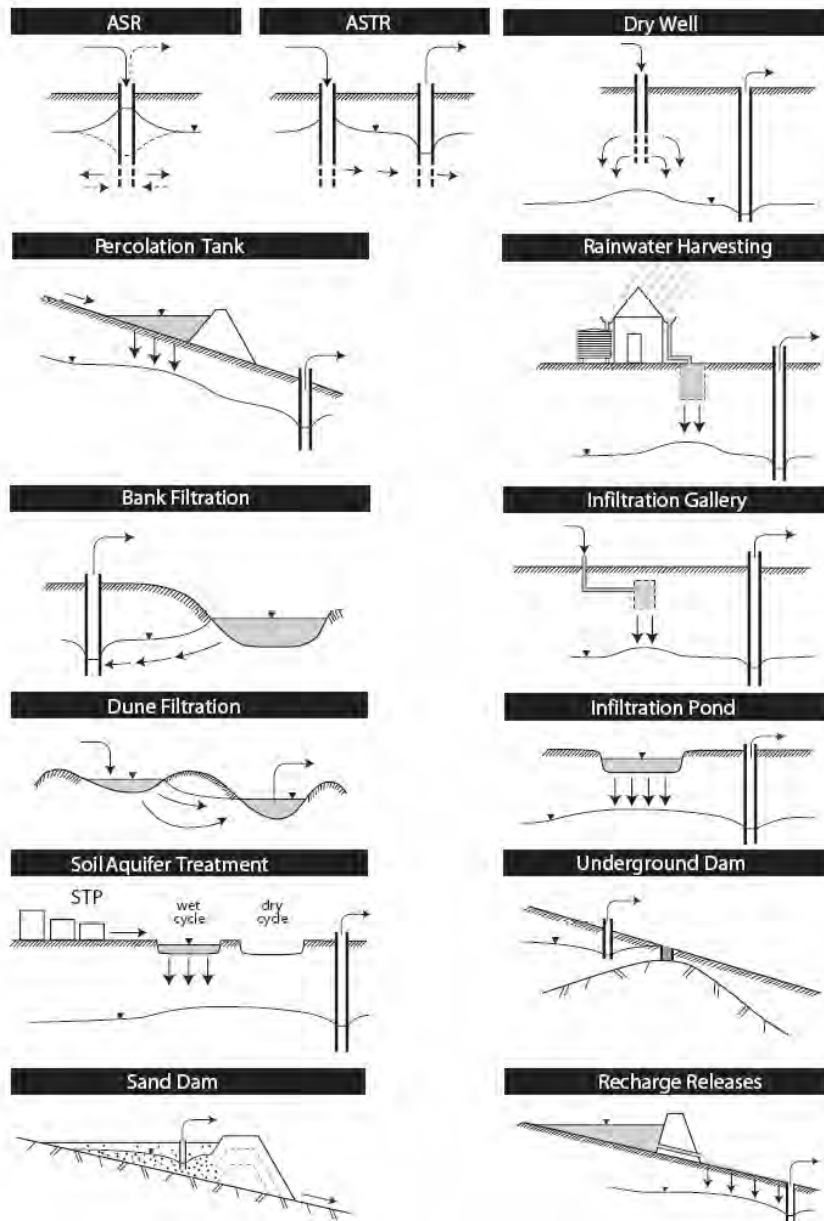 ASR
ASTR
Dry Well
Percolation Tank
Rainwater Harvesting
Bank Filtration
Infiltration Gallery
Dune Filtration
Infiltration Pond
Soil Aquifer Treatment
Underground Dam
STP
wet
cycle
dry
cycle
Sand Dam
Recharge Releases